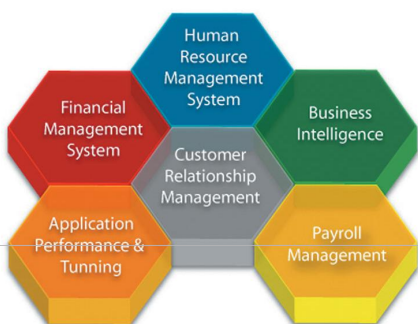 Human
Resource
Management
System
Financial
Management
System
Business
Intelligence
Customer
Relationship
Management
Application
Performance &
Tunning
Payroll
Management